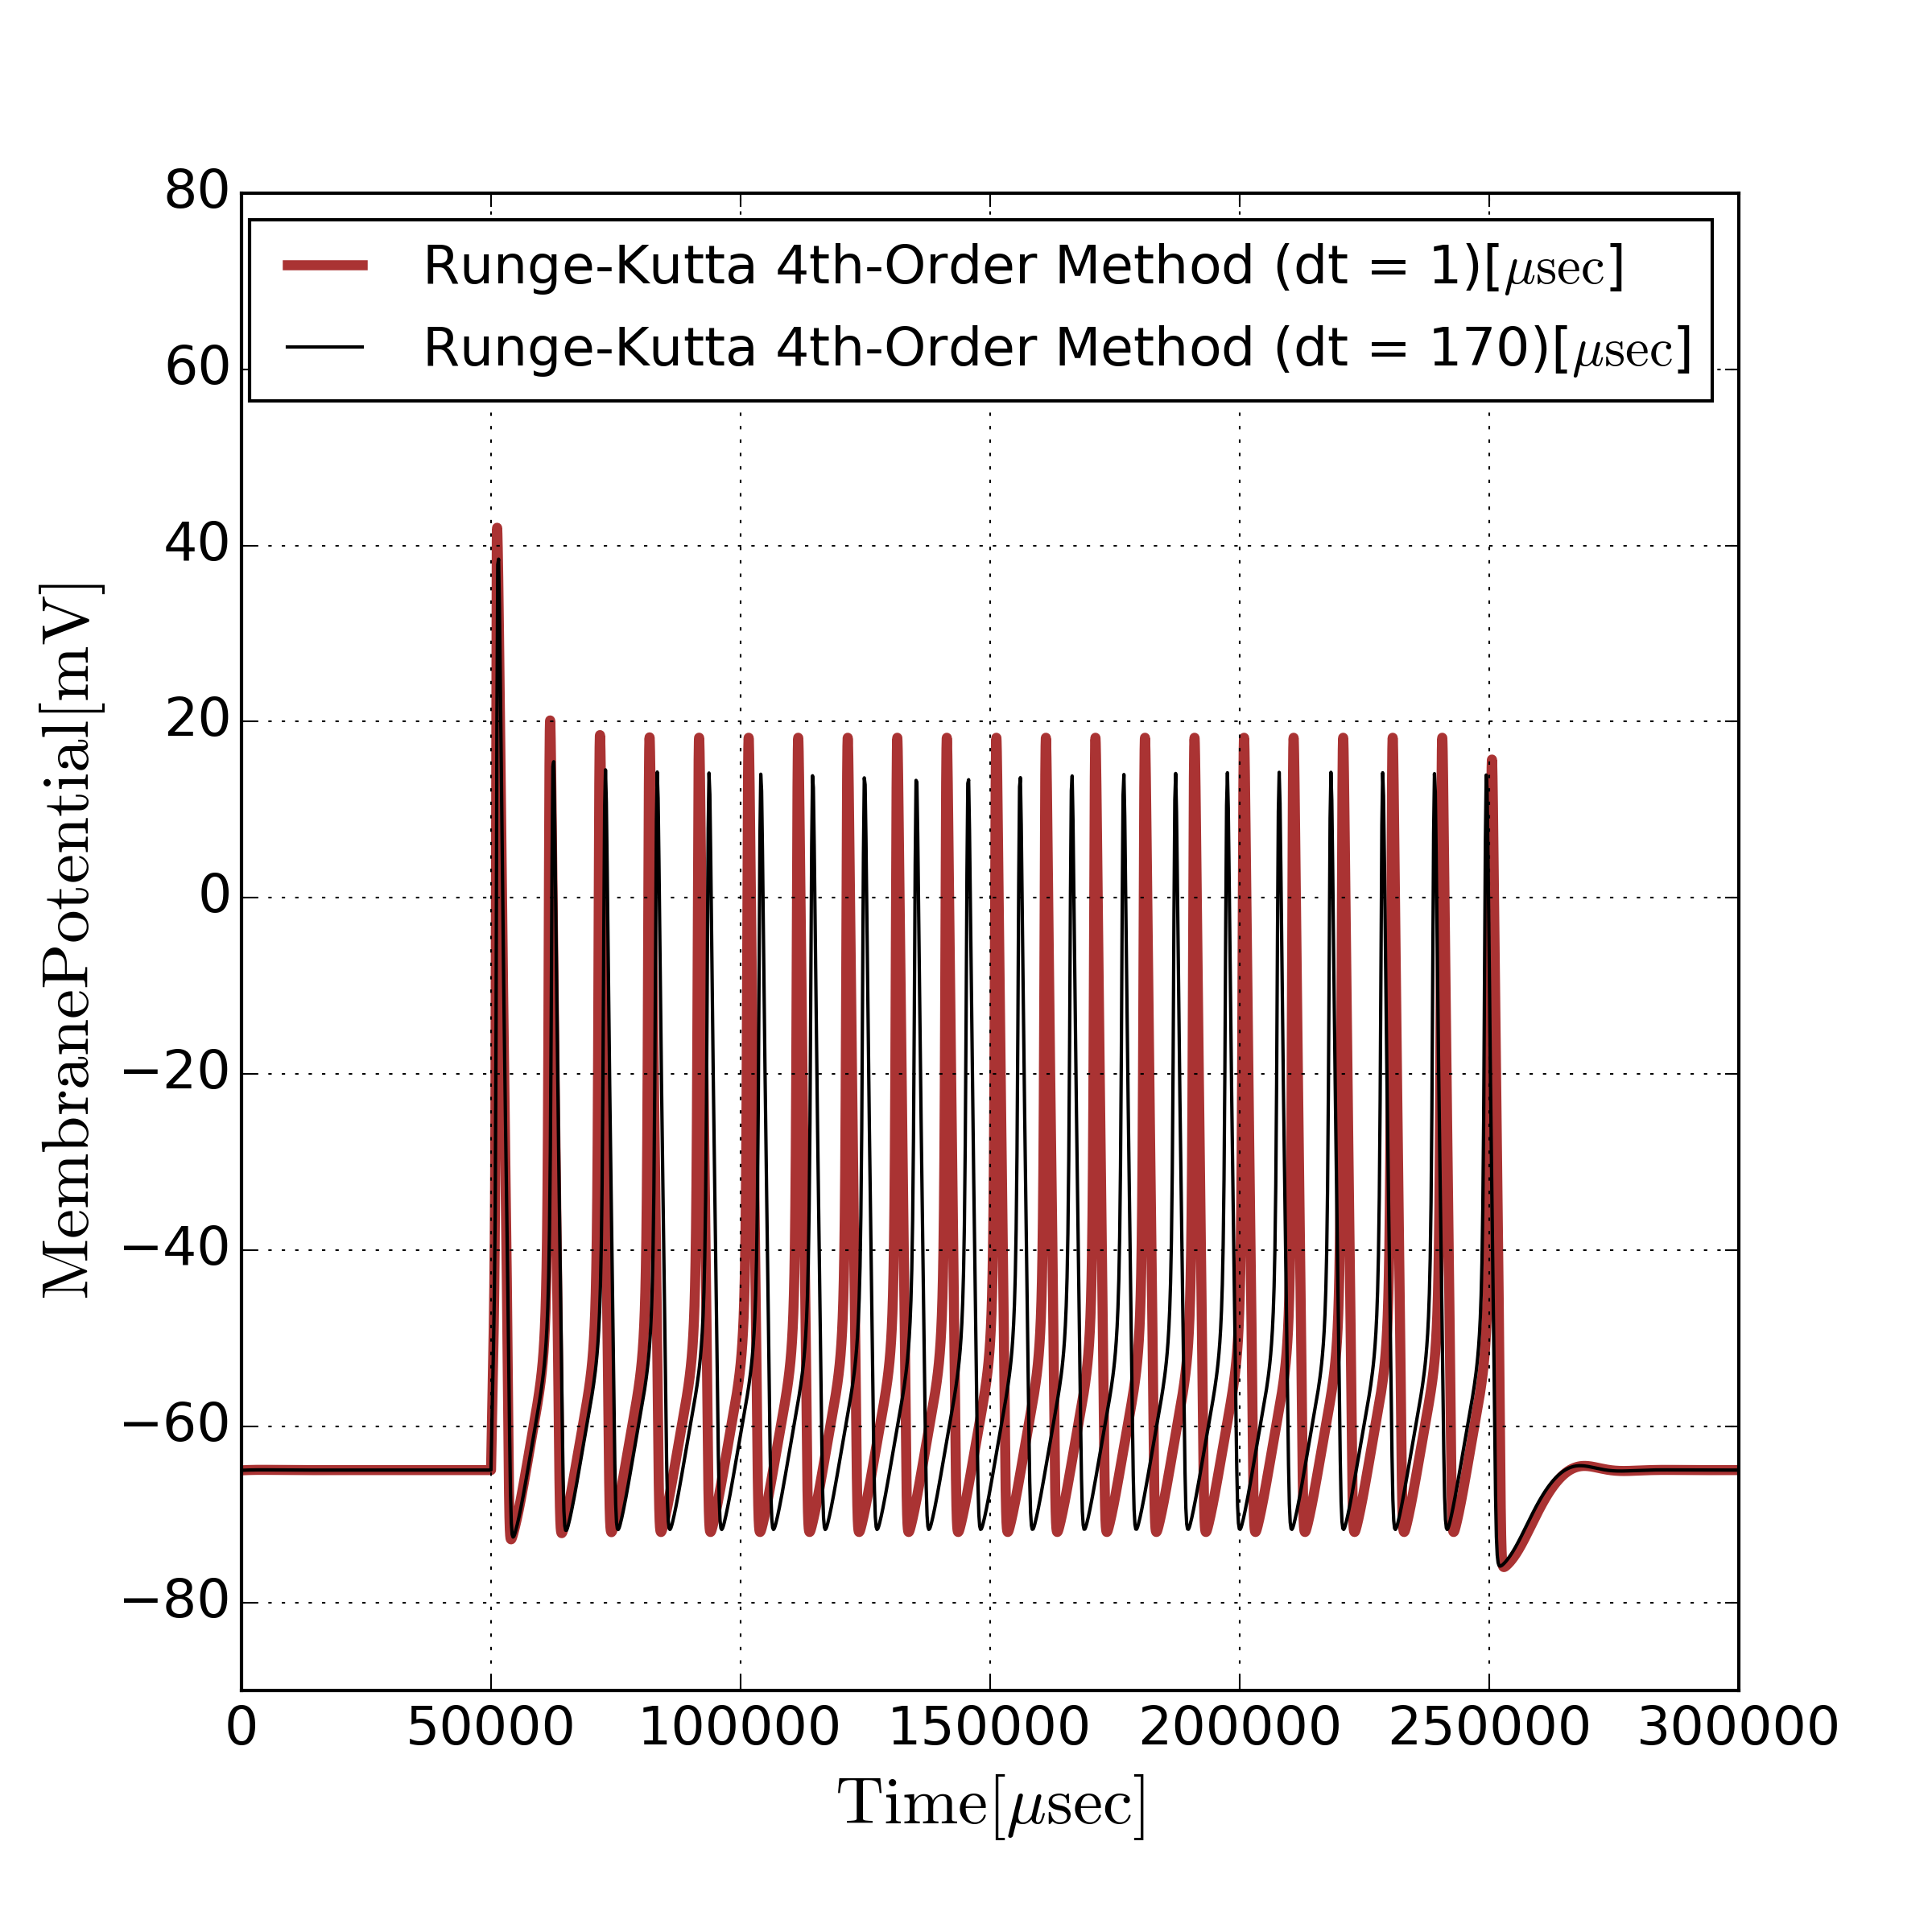 Runge-Kutta 4th-Order Method (dt = 1)[μsec]
Runge-Kutta 4th-Order Method (dt = 170)[μsec]
80
60
40
20
0
−20
−40
−60
−80
MembranePotential[mV]
0 50000 100000 150000 200000 250000 300000
Time[μsec]